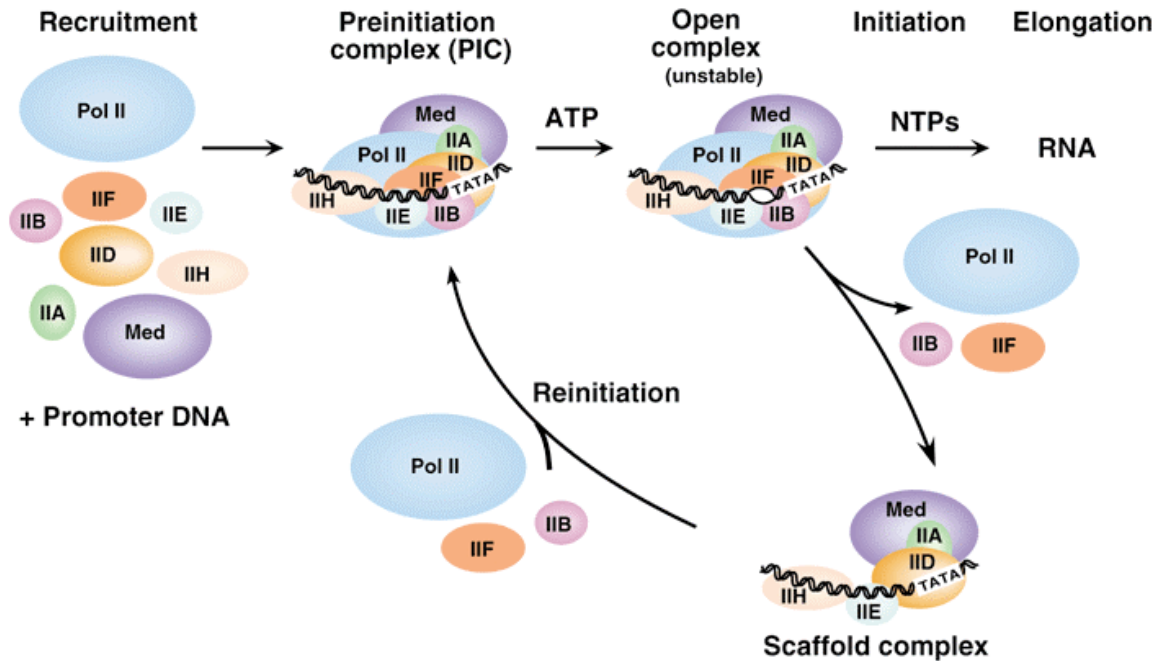 Recruitment
Pol II
IIF
IIB
IIE
IID
IIH
IIA
Med
+ Promoter DNA
Preinitiation
complex (PIC)
Med
IIA
Pol II
IID
IIF
TATA
IIH
IIE
IIB
ATP
Open
complex
(unstable)
Med
IIA
Pol II
IID
IIF
TATA
IIH
IIE
IIB
Initiation
NTPs
Elongation
RNA
Pol II
IIB
IIF
Reinitiation
Pol II
IIB
IIF
Med
IIA
IID
TATA
IIH
IIE
Scaffold complex